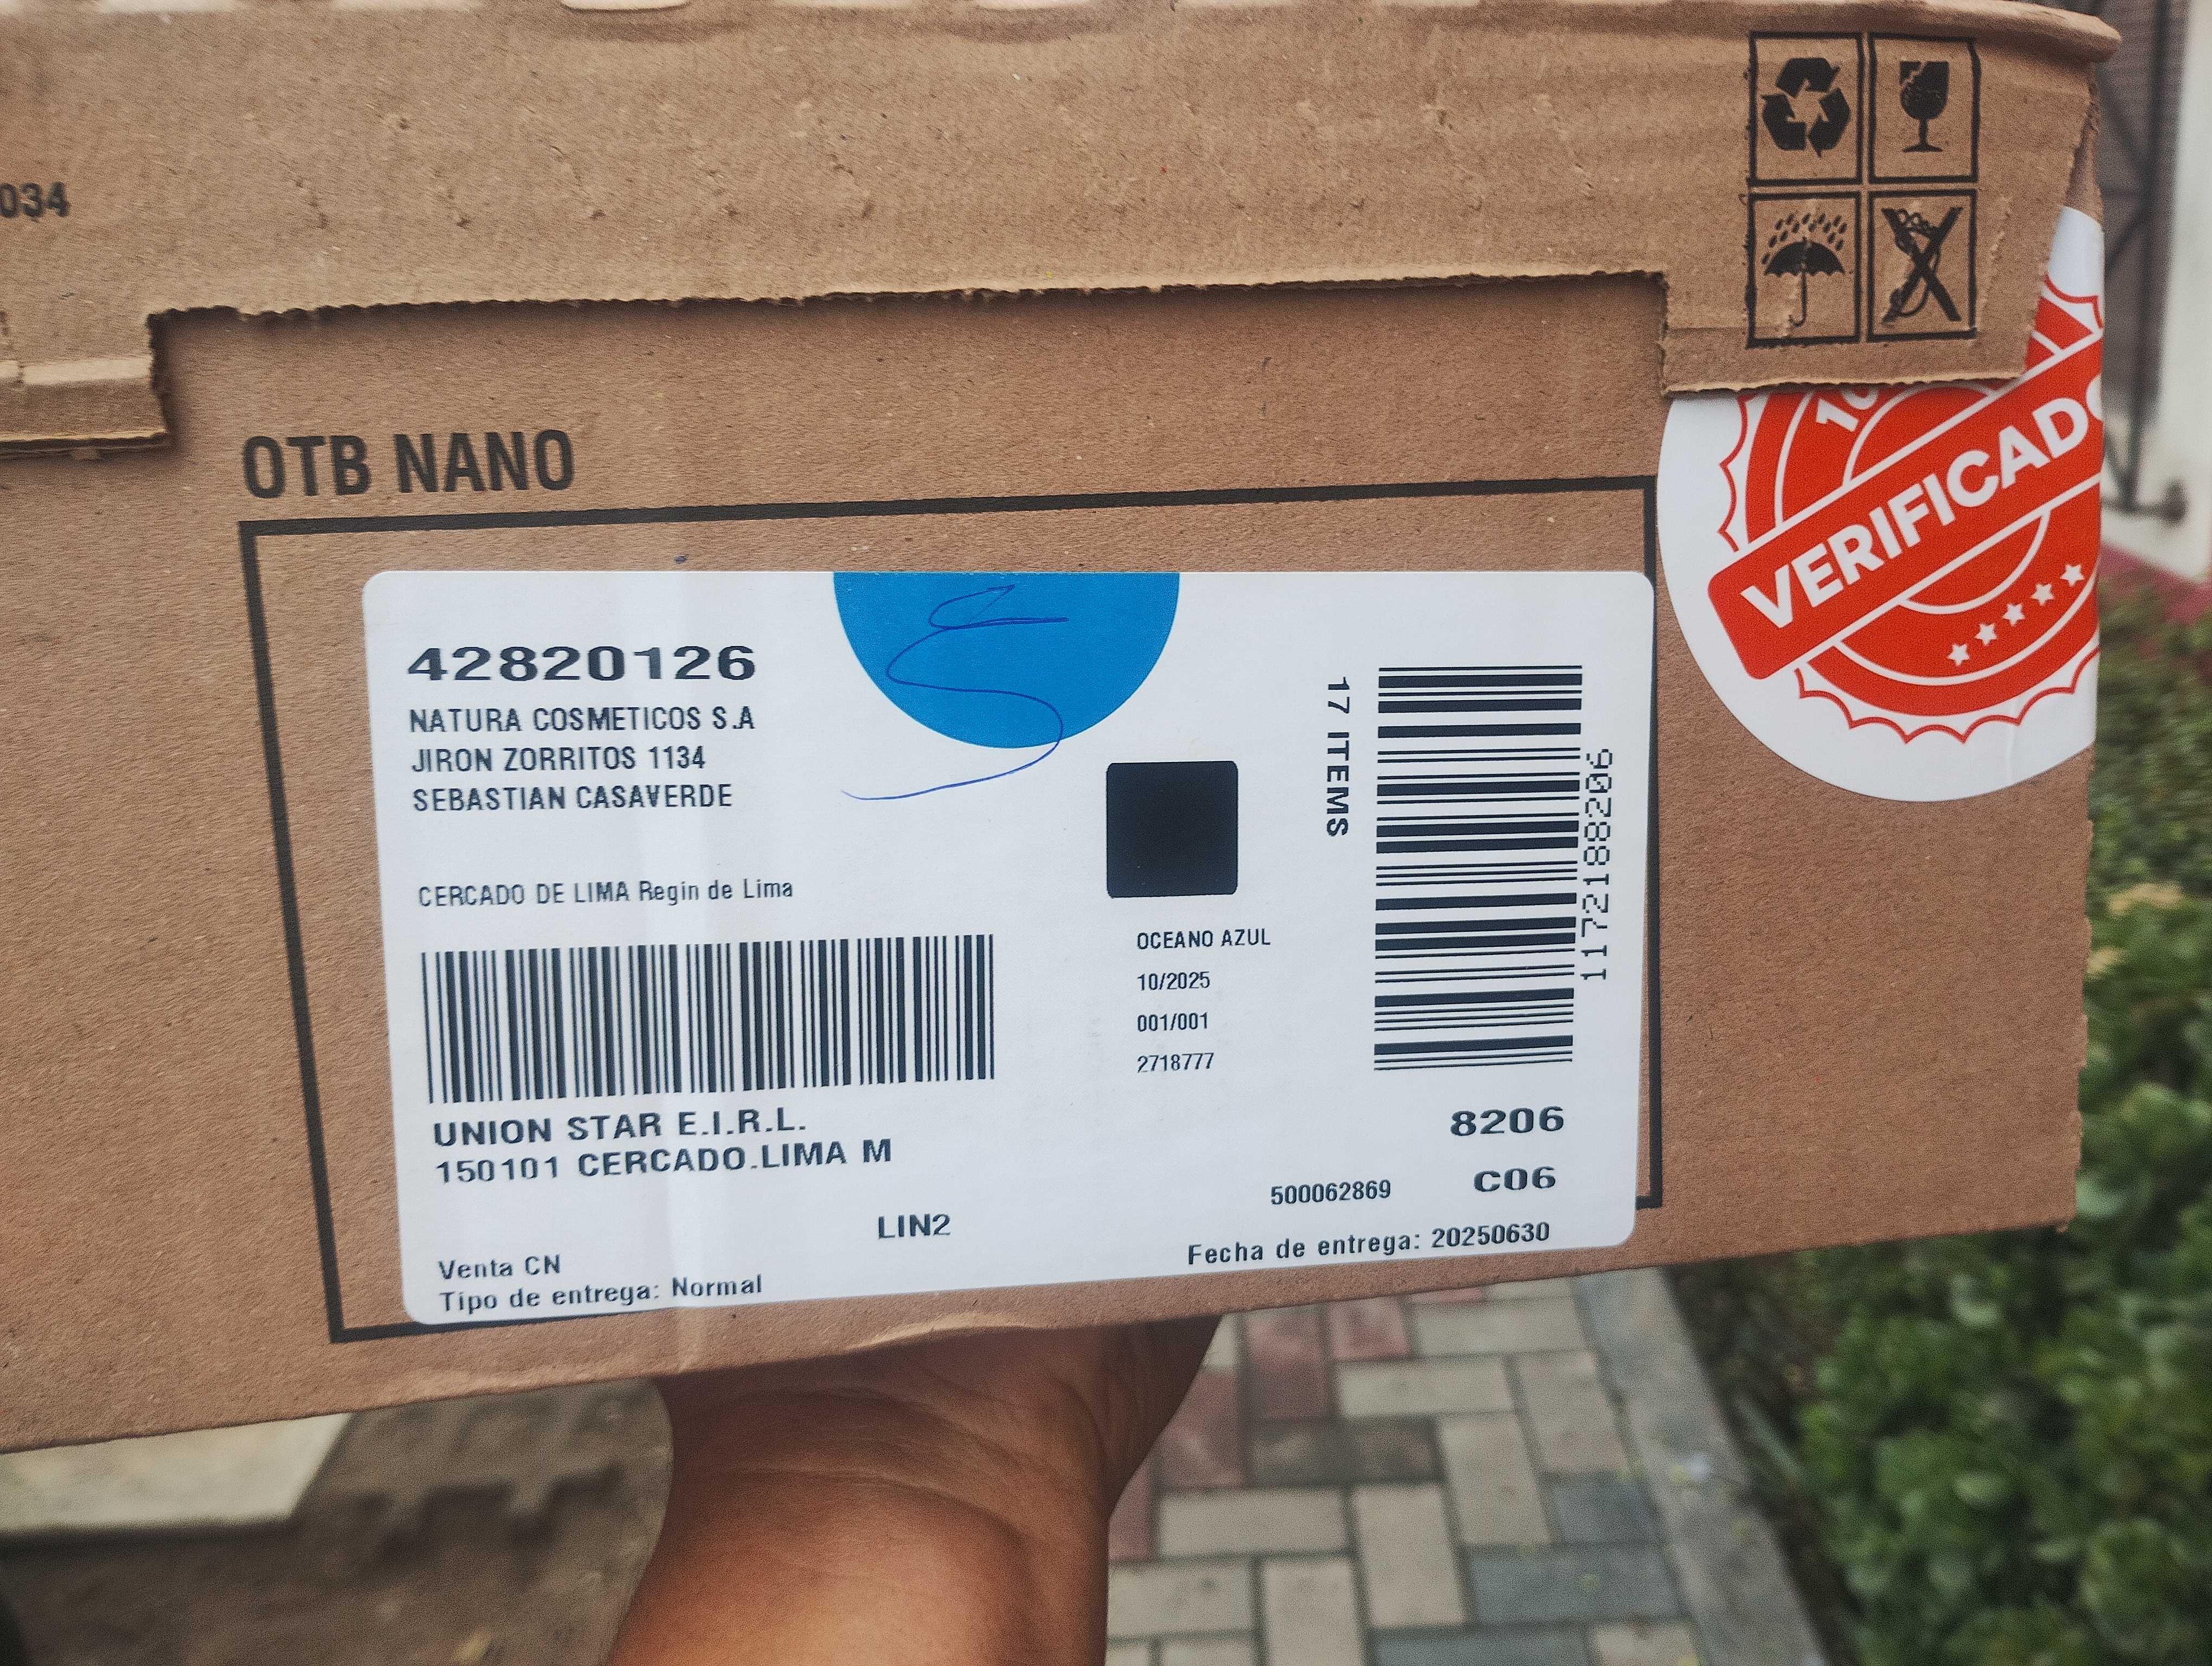 034
OTB NANO
VERIFICADO
42820126
NATURA COSMETICOS S.A
JIRON ZORRITOS 1134
SEBASTIAN CASAVERDE
CERCADO DE LIMA Regin de Lima
17 ITEMS
1172188206
OCEANO AZUL
10/2025
001/001
2718777
UNION STAR E.I.R.L.
150101 CERCADO.LIMA M
8206
C06
500062869
LIN2
Fecha de entrega: 20250630
Venta CN
Tipo de entrega: Normal